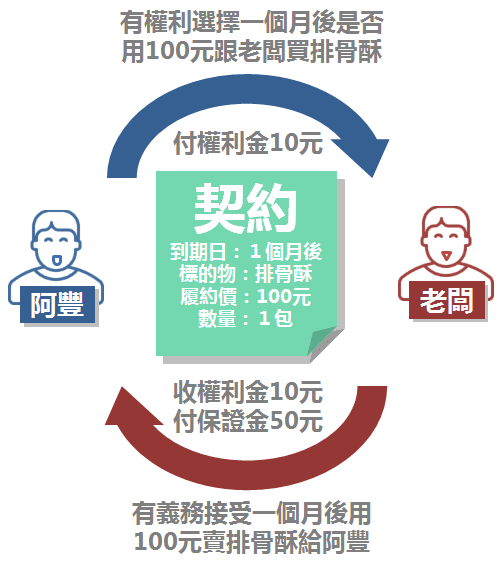 有權利選擇一個月後是否
用100元跟老闆買排骨酥
付權利金10元
契約
到期日：１個月後
標的物：排骨酥
履約價：100元
數量：１包
阿豐
老闆
收權利金10元
付保證金50元
有義務接受一個月後用
100元賣排骨酥給阿豐